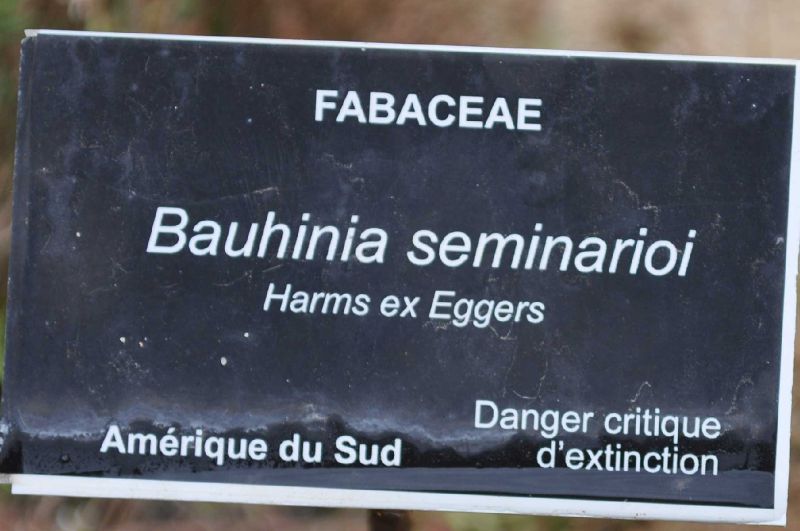 FABACEAE
Bauhinia seminarioi
Harms ex Eggers
Amérique du Sud
Danger critique
d'extinction